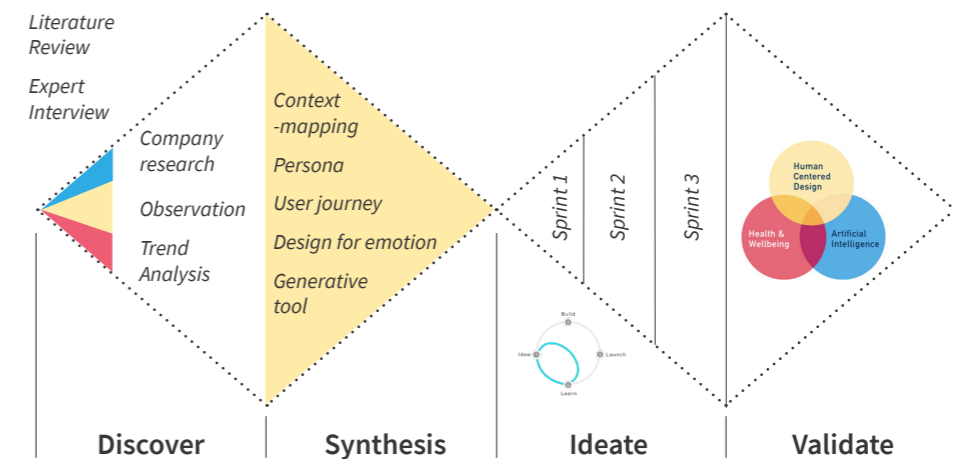 Literature
Review
Expert
Interview
Company
research
Observation
Trend
Analysis
Context
-mapping
Persona
User journey
Design for emotion
Generative
tool
Sprint 1
Sprint 2
Sprint 3
Build
Idea
Launch
Learn
Human
Centered
Design
Health &
Wellbeing
Artificial
Intelligence
Discover
Synthesis
Ideate
Validate